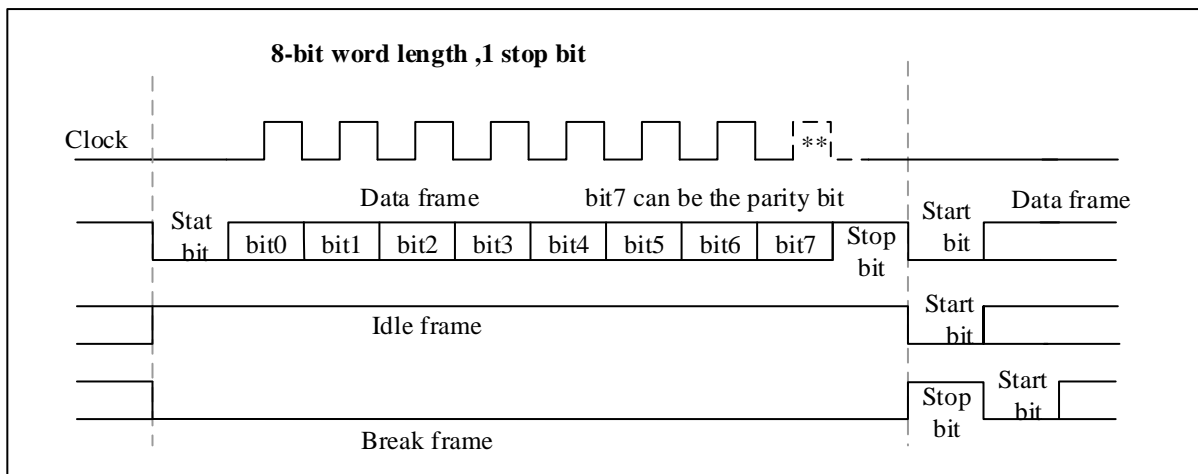 8-bit word length ,1 stop bit
Clock
**
Data frame
bit7 can be the parity bit
Data frame
Stat
bit
bit0
bit1
bit2
bit3
bit4
bit5
bit6
bit7
Stop
bit
Start
bit
Idle frame
Start
bit
Break frame
Stop
bit
Start
bit